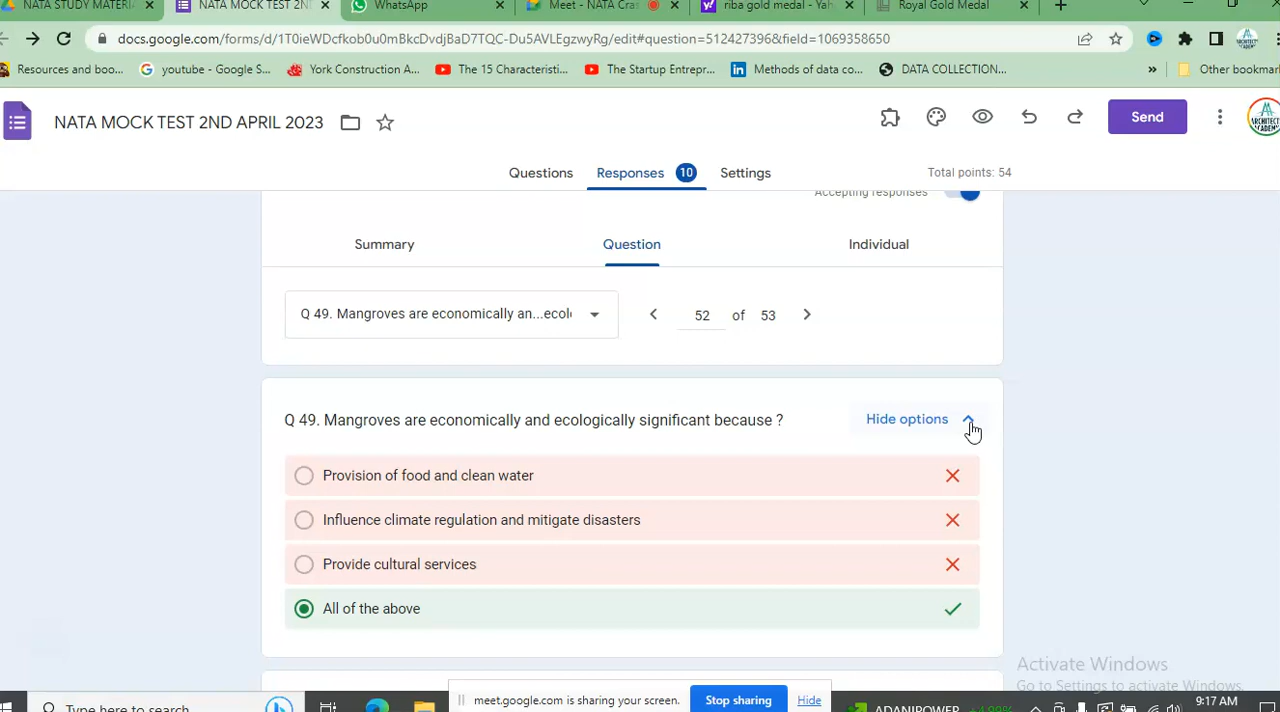 NATA STUDY MATERI
NATA MOCK TEST 2ND
WhatsApp
Meet - NATA Cras
riba gold medal - Yah
Royal Gold Medal
docs.google.com/forms/d/1T0ieWDcfkob0u0mBkcDvdjBaD7TQC-Du5AVLEgzwyRg/edit#question=512427396&field=1069358650
Resources and boo...
youtube - Google S...
York Construction A...
The 15 Characteristi...
The Startup Entrepr...
Methods of data co...
DATA COLLECTION...
»
Other bookmar
NATA MOCK TEST 2ND APRIL 2023
Send
Questions
Responses 10
Settings
Total points: 54
Accepting responses
Summary
Question
Individual
Q 49. Mangroves are economically an...ecol
52 of 53
Q 49. Mangroves are economically and ecologically significant because ?
Hide options
Provision of food and clean water
Influence climate regulation and mitigate disasters
Provide cultural services
All of the above
Activate Windows
Go to Settings to activate Windows.
meet.google.com is sharing your screen.
Stop sharing
Hide
Type here to search
ADANIPOWER +4.99%
9:17 AM